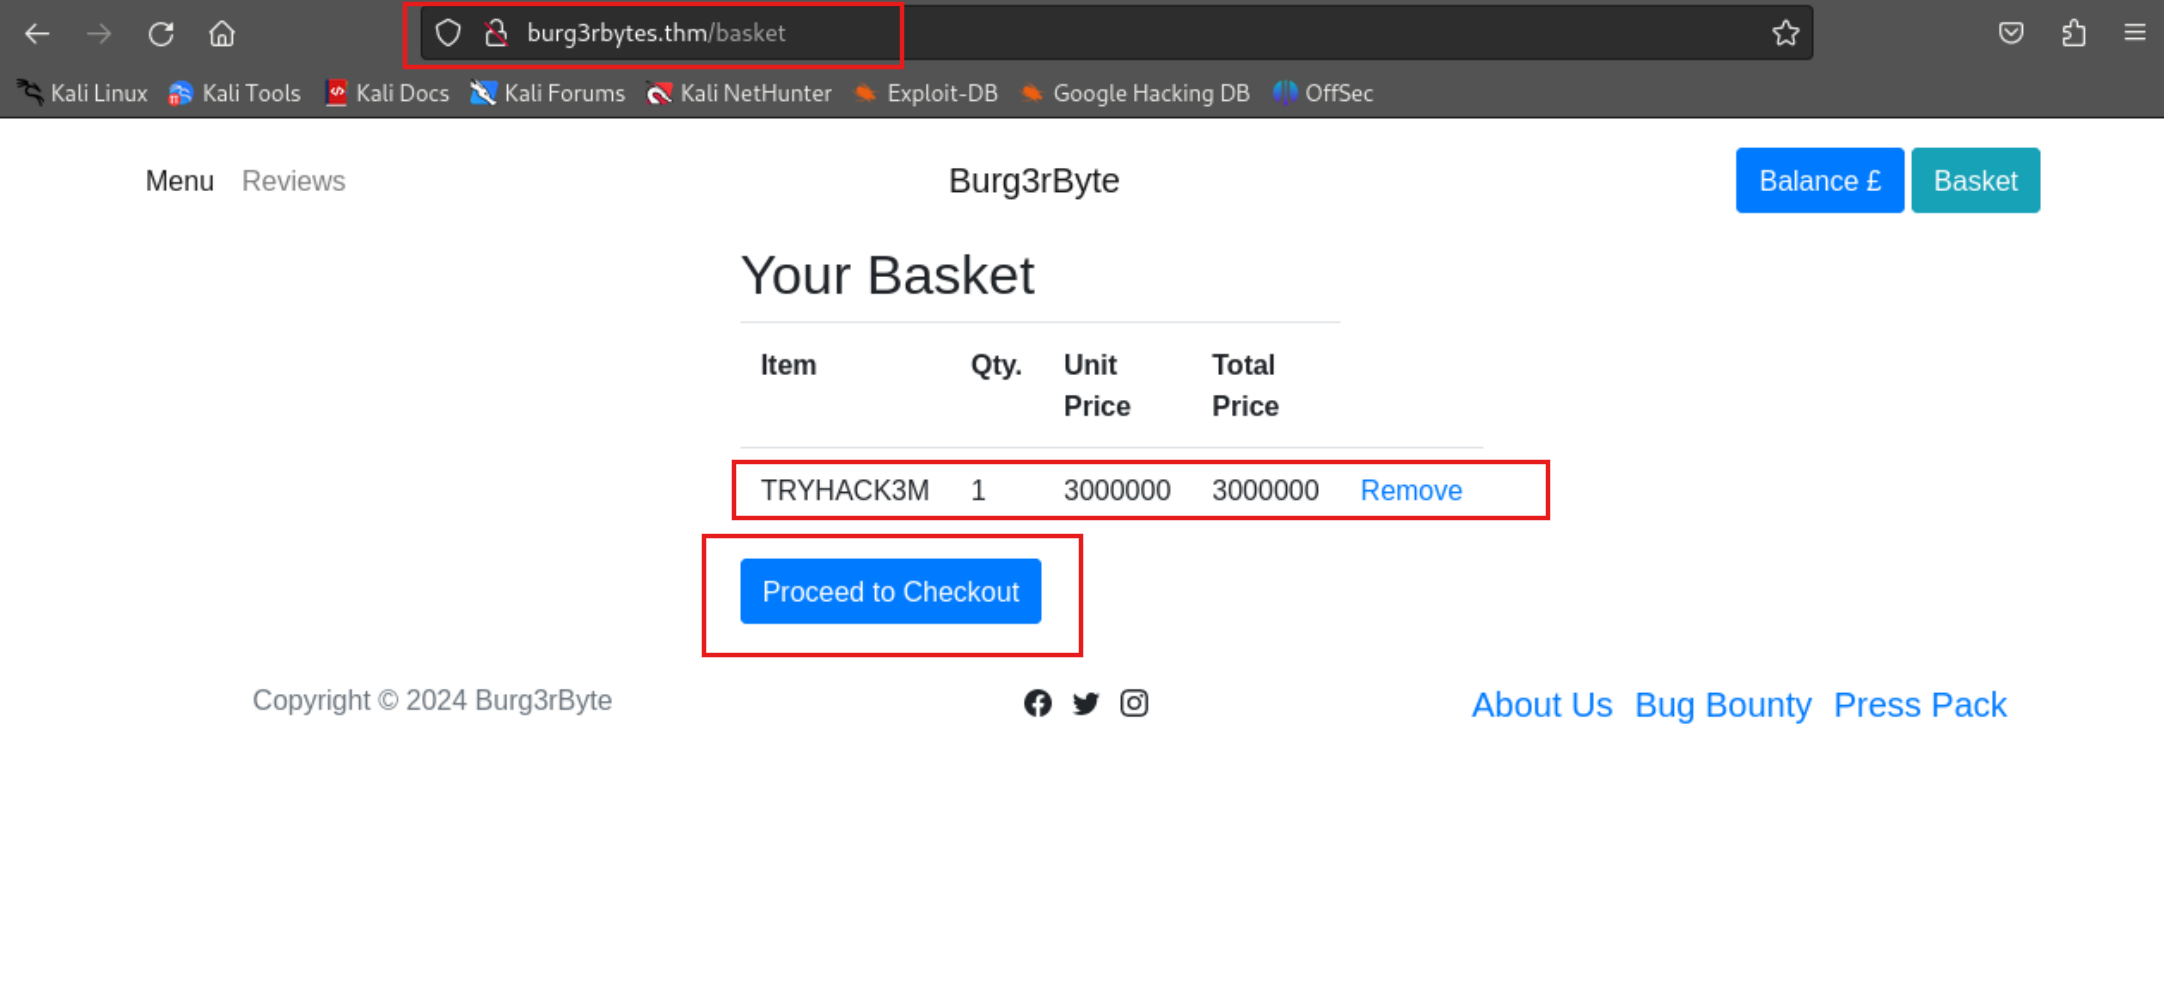 burg3rbytes.thm/basket
Kali Linux Kali Tools Kali Docs Kali Forums Kali NetHunter Exploit-DB Google Hacking DB OffSec
Menu Reviews Burg3rByte Balance £ Basket
Your Basket
Item Qty. Unit Price Total Price
TRYHACK3M 1 3000000 3000000 Remove
Proceed to Checkout
Copyright © 2024 Burg3rByte About Us Bug Bounty Press Pack